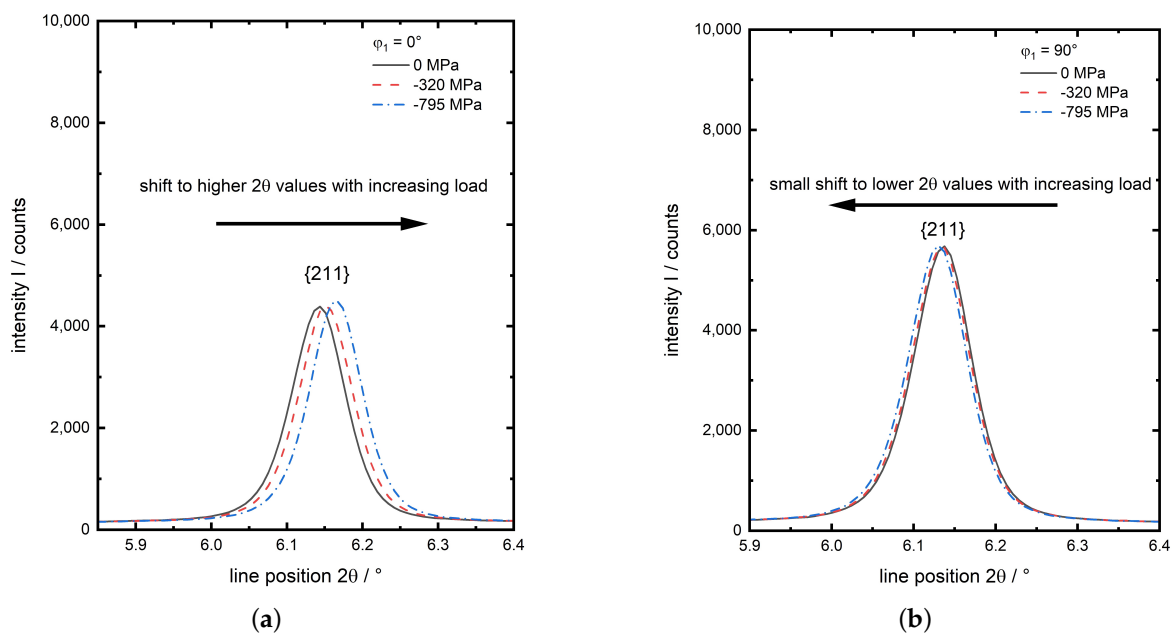 10,000
8,000
6,000
4,000
2,000
0
intensity I / counts
φ₁ = 0°
0 MPa
-320 MPa
-795 MPa
shift to higher 2θ values with increasing load
{211}
5.9 6.0 6.1 6.2 6.3 6.4
line position 2θ / °
(a)
10,000
8,000
6,000
4,000
2,000
0
intensity I / counts
φ₁ = 90°
0 MPa
-320 MPa
-795 MPa
small shift to lower 2θ values with increasing load
{211}
5.9 6.0 6.1 6.2 6.3 6.4
line position 2θ / °
(b)